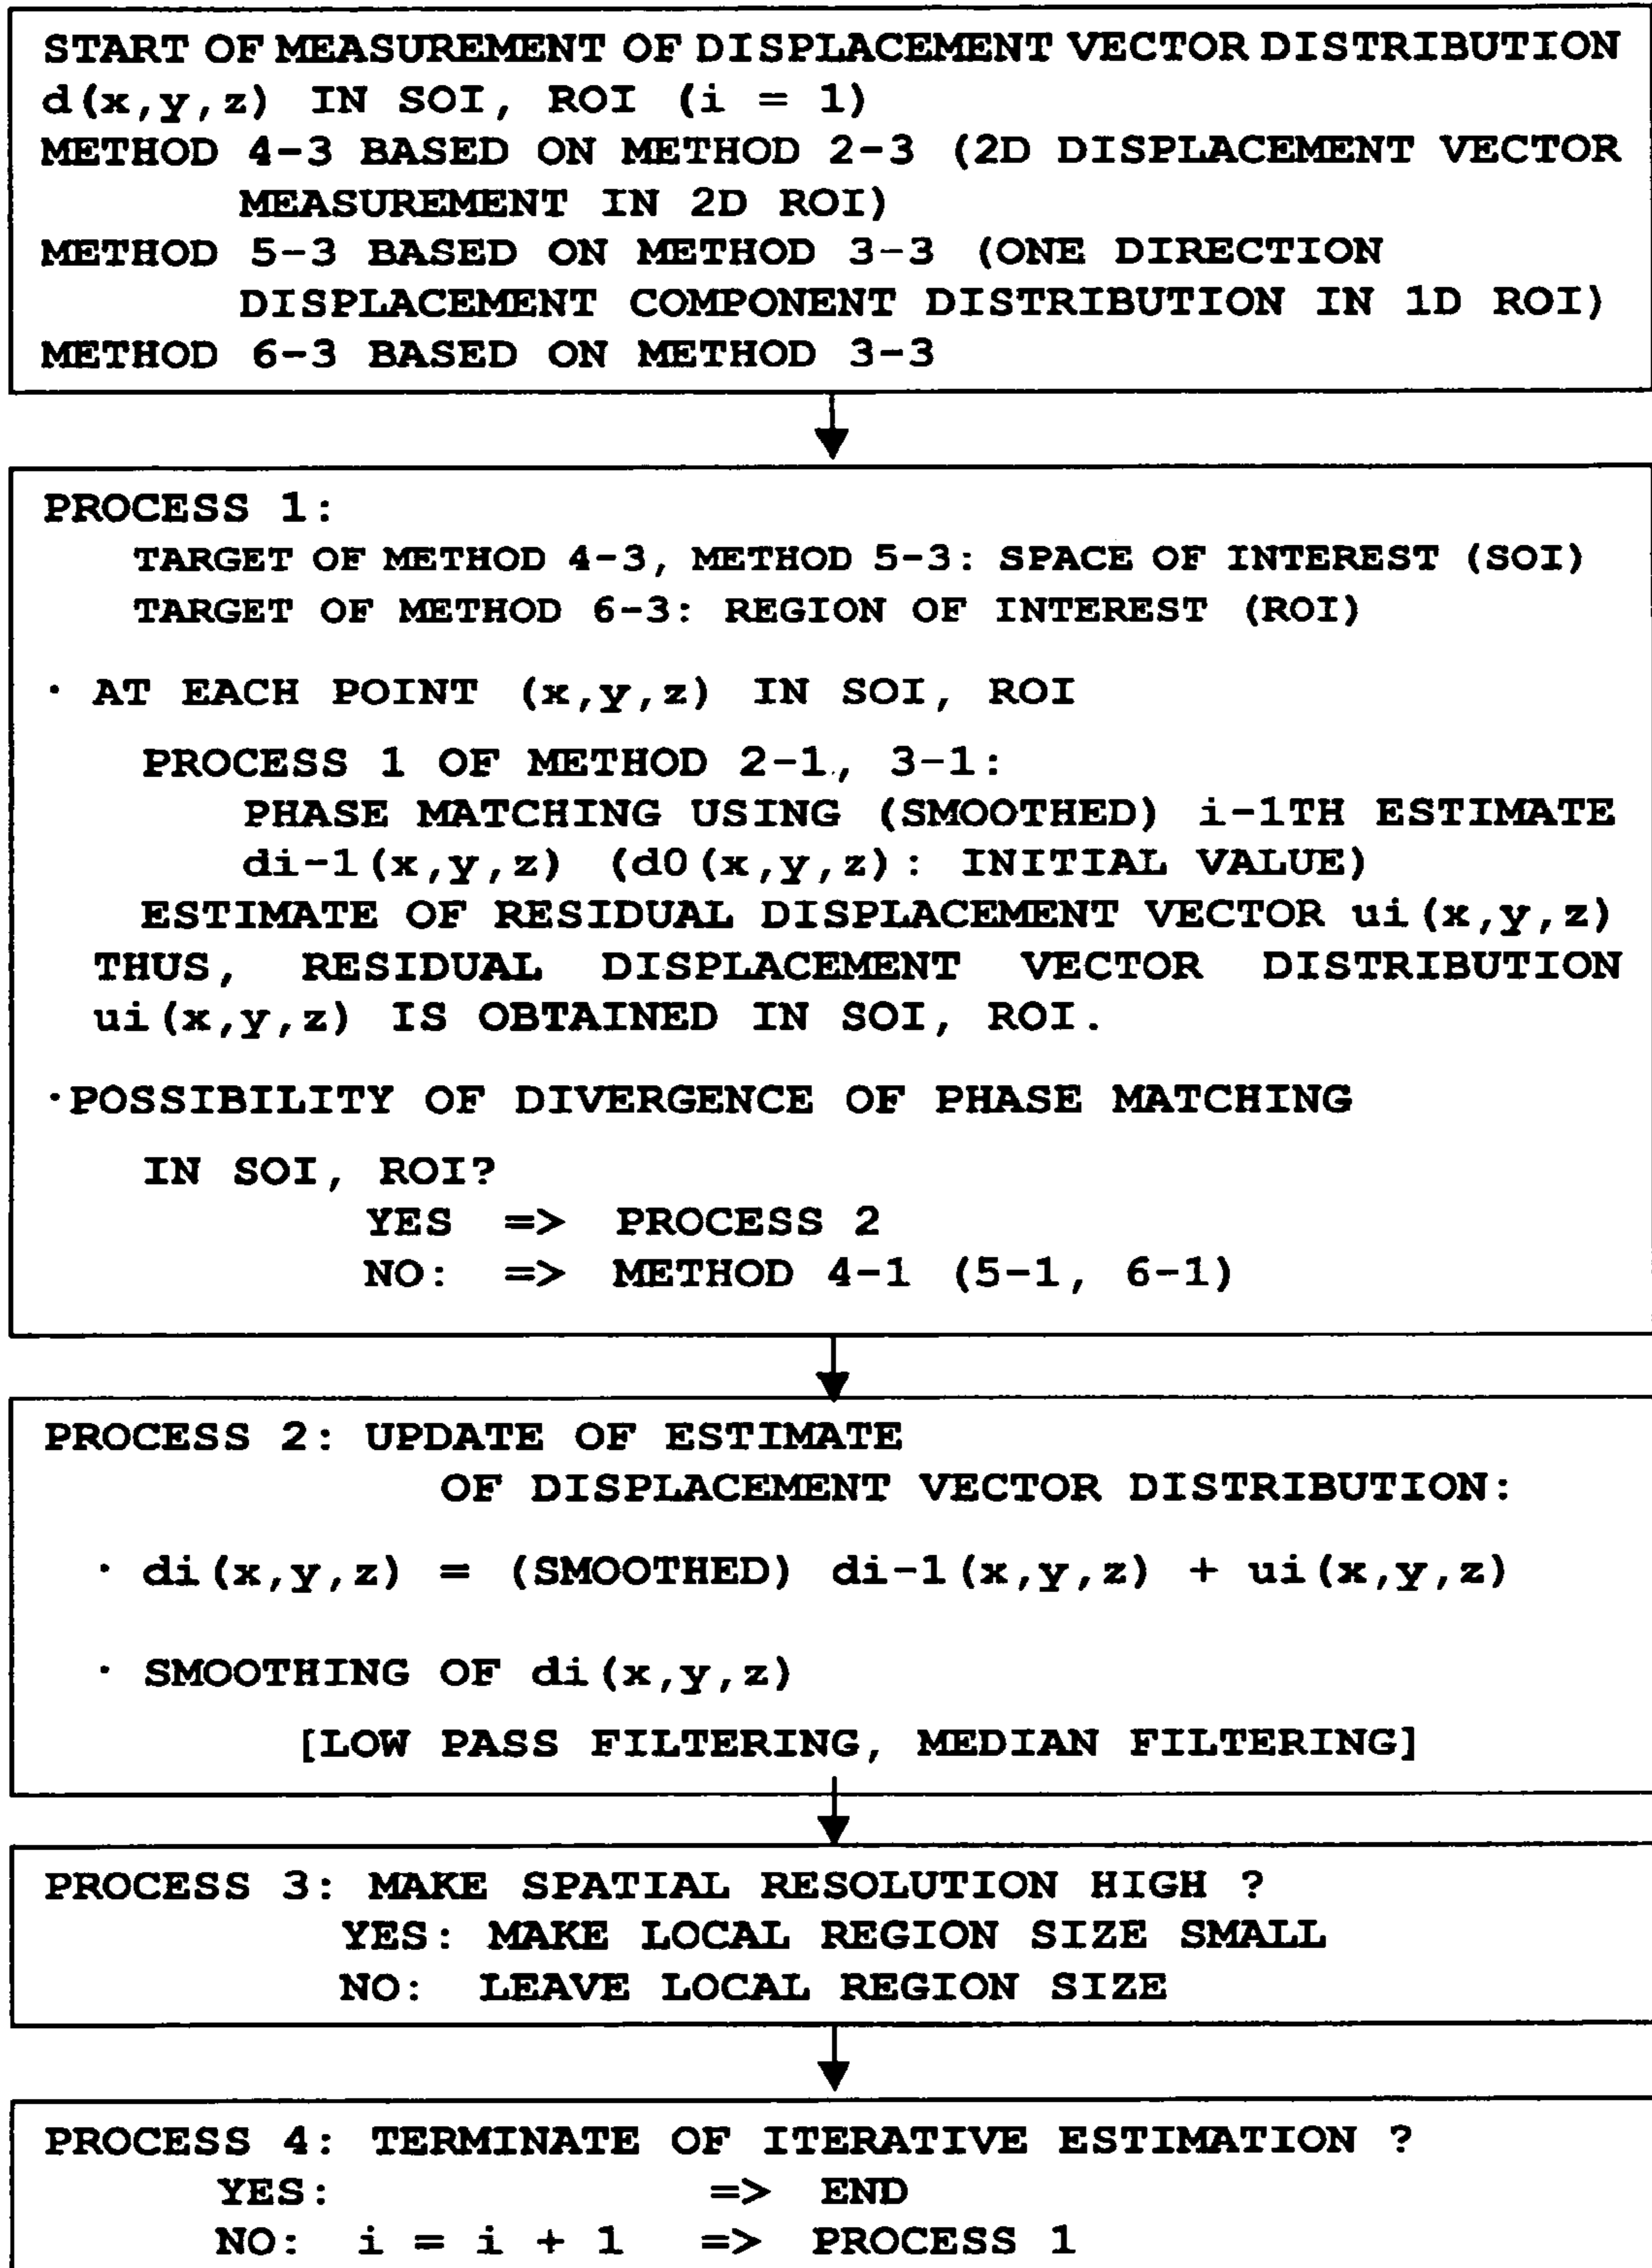 START OF MEASUREMENT OF DISPLACEMENT VECTOR DISTRIBUTION
d(x,y,z) IN SOI, ROI (i = 1)
METHOD 4-3 BASED ON METHOD 2-3 (2D DISPLACEMENT VECTOR
MEASUREMENT IN 2D ROI)
METHOD 5-3 BASED ON METHOD 3-3 (ONE DIRECTION
DISPLACEMENT COMPONENT DISTRIBUTION IN 1D ROI)
METHOD 6-3 BASED ON METHOD 3-3
PROCESS 1:
TARGET OF METHOD 4-3, METHOD 5-3: SPACE OF INTEREST (SOI)
TARGET OF METHOD 6-3: REGION OF INTEREST (ROI)
· AT EACH POINT (x,y,z) IN SOI, ROI
PROCESS 1 OF METHOD 2-1, 3-1:
PHASE MATCHING USING (SMOOTHED) i-1TH ESTIMATE
di-1(x,y,z) (d0(x,y,z): INITIAL VALUE)
ESTIMATE OF RESIDUAL DISPLACEMENT VECTOR ui(x,y,z)
THUS, RESIDUAL DISPLACEMENT VECTOR DISTRIBUTION
ui(x,y,z) IS OBTAINED IN SOI, ROI.
·POSSIBILITY OF DIVERGENCE OF PHASE MATCHING
IN SOI, ROI?
YES => PROCESS 2
NO: => METHOD 4-1 (5-1, 6-1)
PROCESS 2: UPDATE OF ESTIMATE
OF DISPLACEMENT VECTOR DISTRIBUTION:
· di(x,y,z) = (SMOOTHED) di-1(x,y,z) + ui(x,y,z)
· SMOOTHING OF di(x,y,z)
[LOW PASS FILTERING, MEDIAN FILTERING]
PROCESS 3: MAKE SPATIAL RESOLUTION HIGH ?
YES: MAKE LOCAL REGION SIZE SMALL
NO: LEAVE LOCAL REGION SIZE
PROCESS 4: TERMINATE OF ITERATIVE ESTIMATION ?
YES: => END
NO: i = i + 1 => PROCESS 1